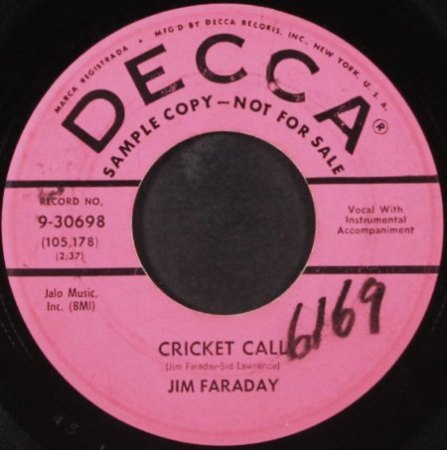 MARCA REGISTRADA • MFG'D BY DECCA RECORDS, INC., NEW YORK, U.S.A.
DECCA®
SAMPLE COPY—NOT FOR SALE
RECORD NO.
9-30698
(105,178)
(2:37)
Vocal With
Instrumental
Accompaniment
Jalo Music,
Inc. (BMI)
6169
CRICKET CALL
(Jim Faraday-Sid Lawrence)
JIM FARADAY
45